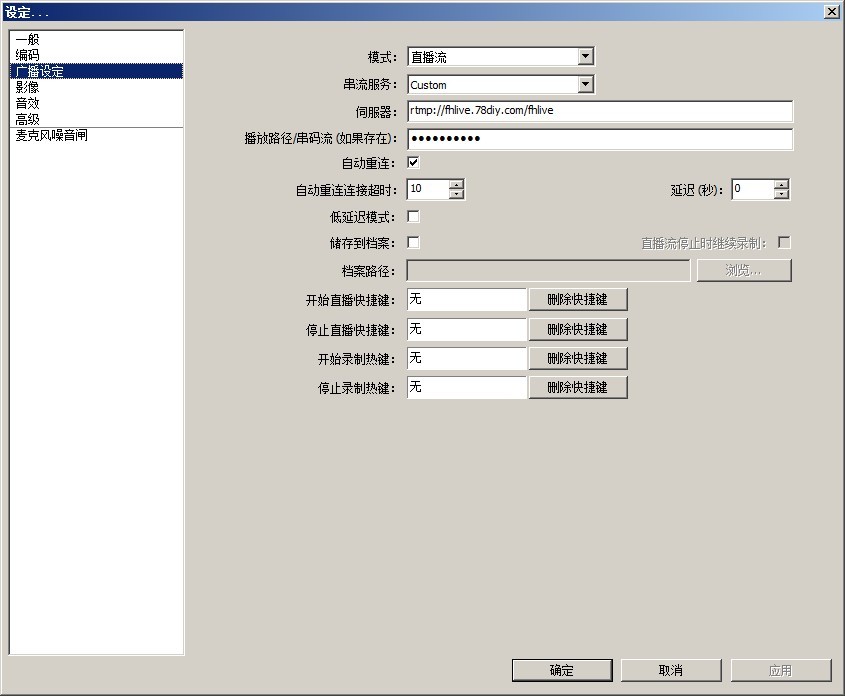 设定...
一般
编码
广播设定
影像
音效
高级
麦克风噪音闸
模式: 直播流
串流服务: Custom
伺服器: rtmp://fhlive.78diy.com/fhlive
播放路径/串码流(如果存在): ●●●●●●●●●●
自动重连:
自动重连连接超时: 10 延迟(秒): 0
低延迟模式:
储存到档案: 直播流停止时继续录制:
档案路径: 浏览...
开始直播快捷键: 无 删除快捷键
停止直播快捷键: 无 删除快捷键
开始录制热键: 无 删除快捷键
停止录制热键: 无 删除快捷键
确定 取消 应用